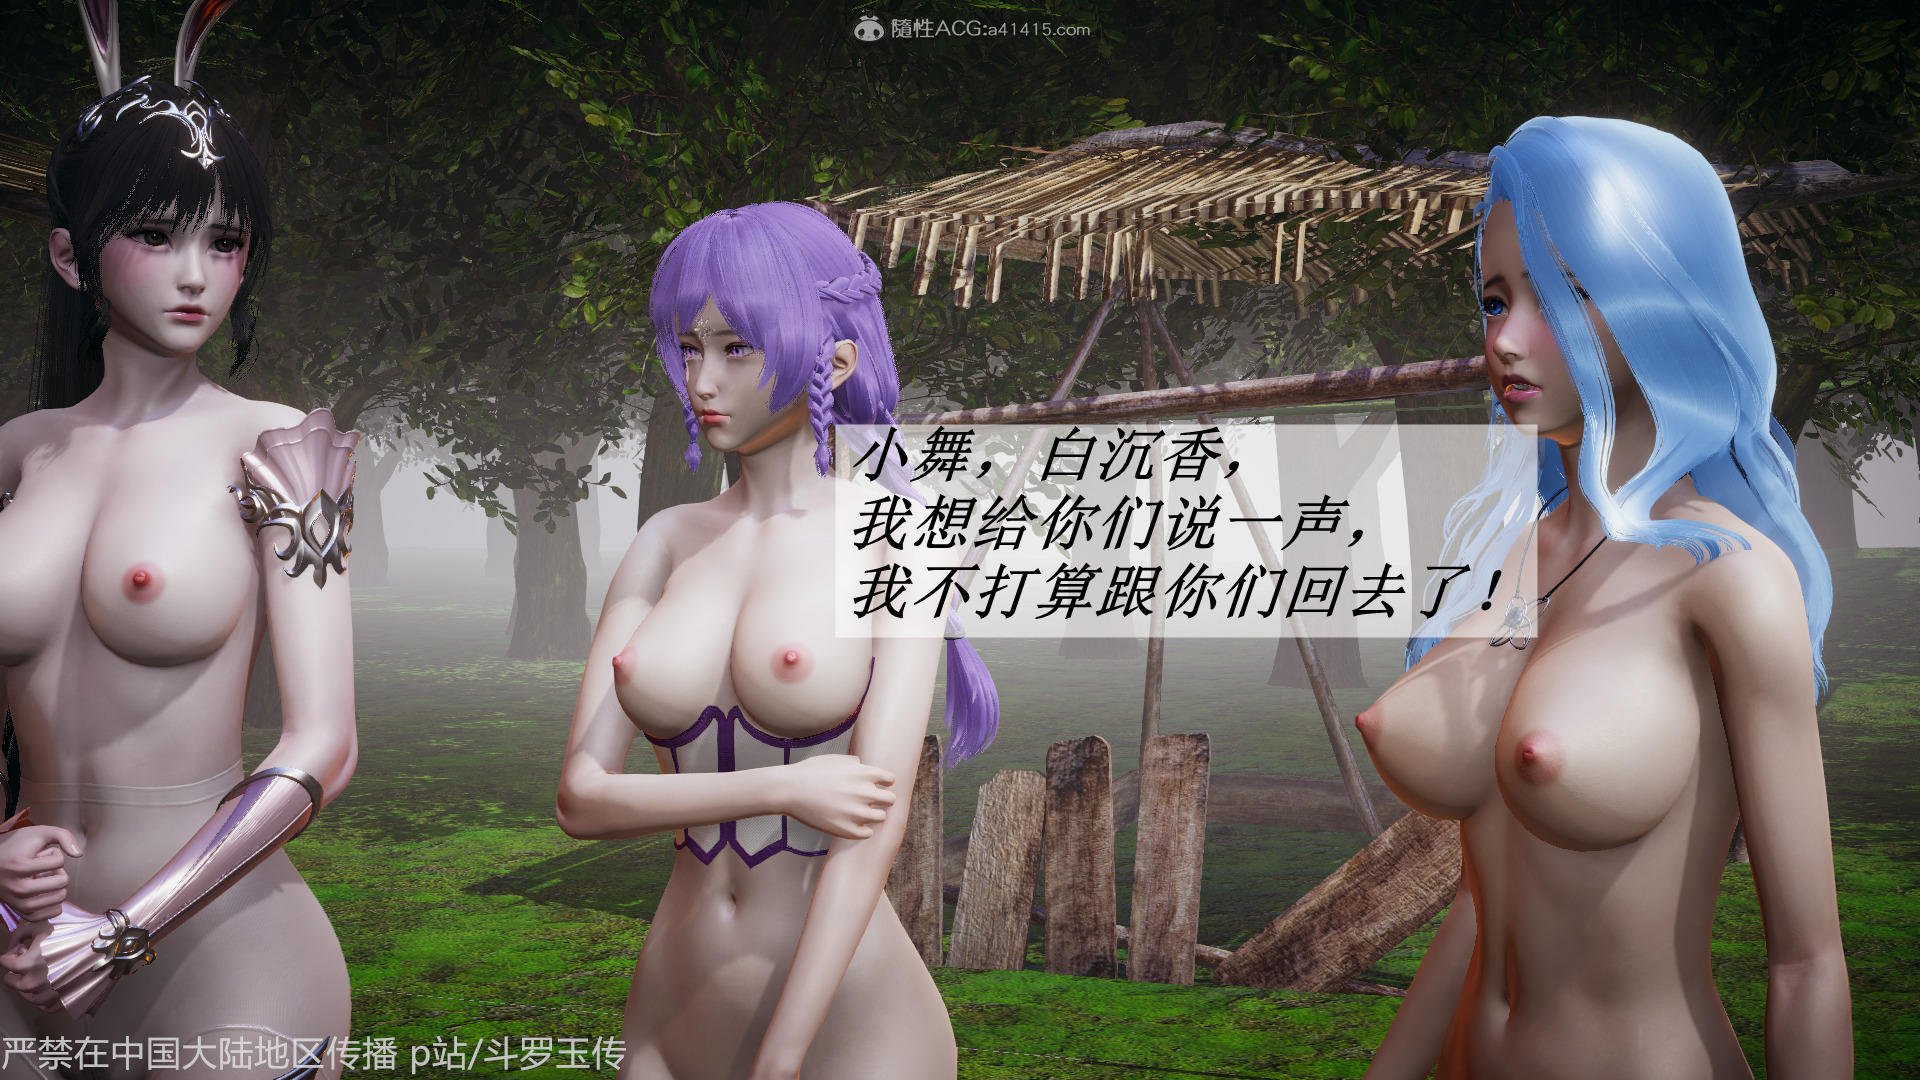 隨性ACG:a41415.com
小舞，白沉香，
我想给你们说一声，
我不打算跟你们回去了！
严禁在中国大陆地区传播 p站/斗罗玉传